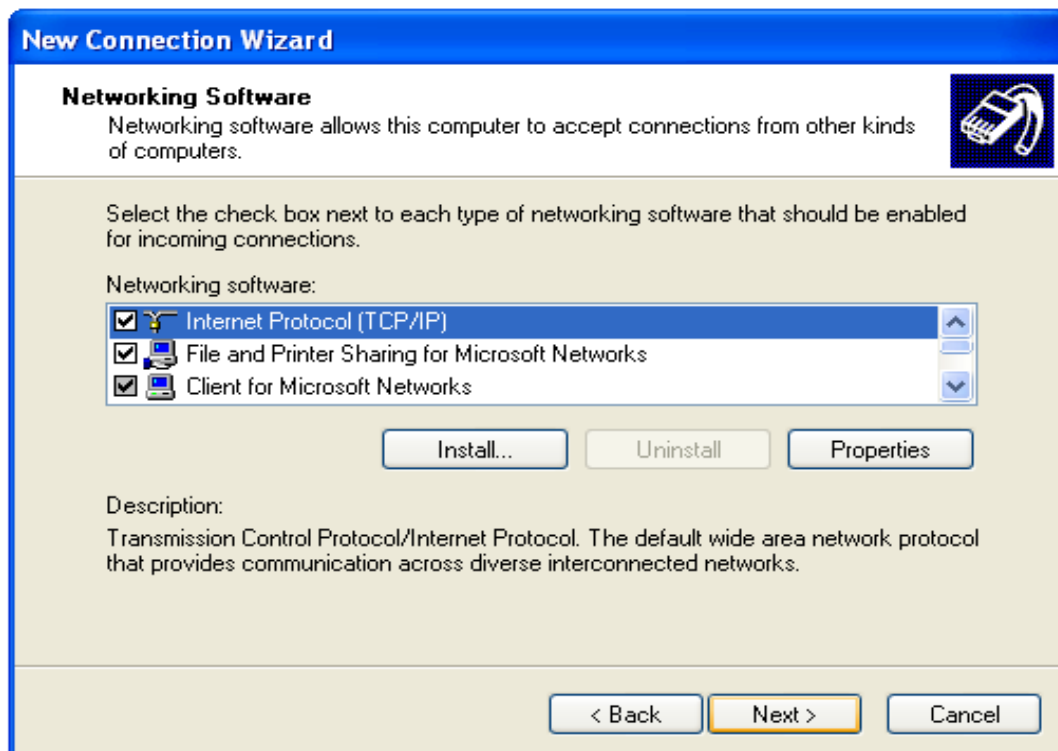 New Connection Wizard
Networking Software
Networking software allows this computer to accept connections from other kinds
of computers.
Select the check box next to each type of networking software that should be enabled
for incoming connections.
Networking software:
Internet Protocol (TCP/IP)
File and Printer Sharing for Microsoft Networks
Client for Microsoft Networks
Install... Uninstall Properties
Description:
Transmission Control Protocol/Internet Protocol. The default wide area network protocol
that provides communication across diverse interconnected networks.
< Back Next > Cancel